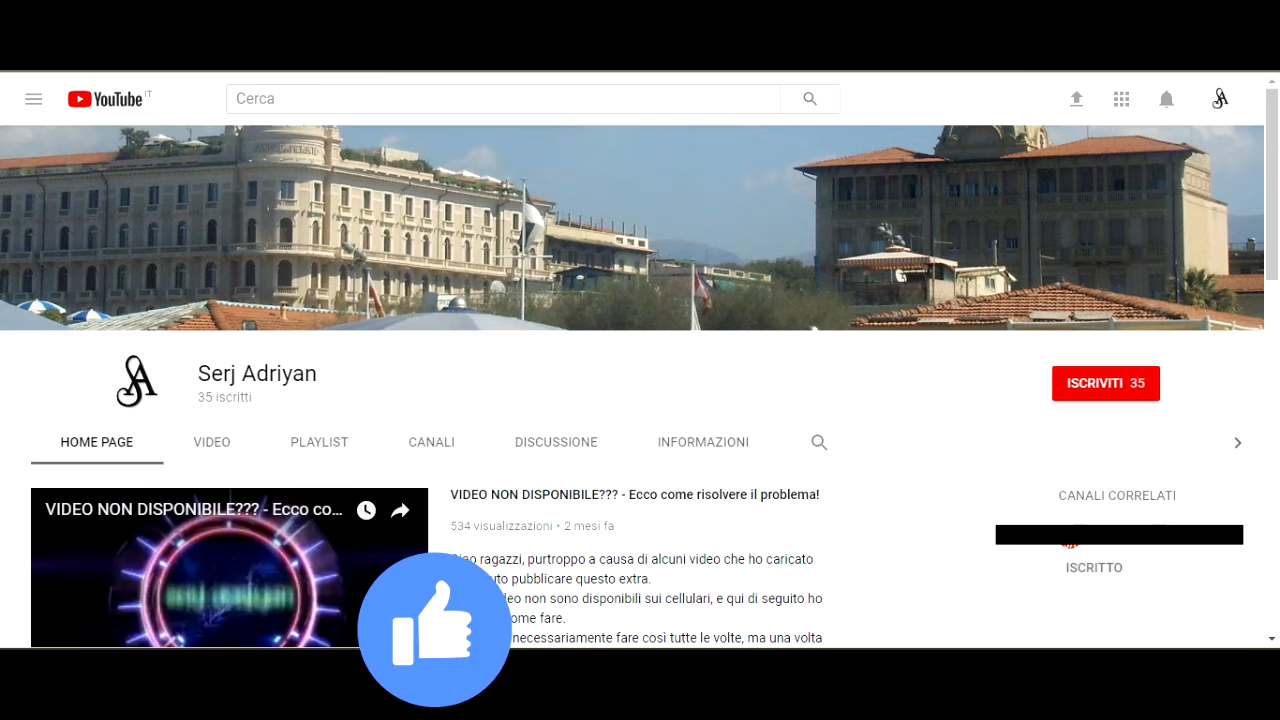 YouTube IT
Cerca
Serj Adriyan
35 iscritti
ISCRIVITI 35
HOME PAGE VIDEO PLAYLIST CANALI DISCUSSIONE INFORMAZIONI
VIDEO NON DISPONIBILE??? - Ecco co...
VIDEO NON DISPONIBILE??? - Ecco come risolvere il problema!
534 visualizzazioni • 2 mesi fa
ragazzi, purtroppo a causa di alcuni video che ho caricato
pubblicare questo extra.
non sono disponibili sui cellulari, e qui di seguito ho
fare.
necessariamente fare così tutte le volte, ma una volta
CANALI CORRELATI
ISCRITTO